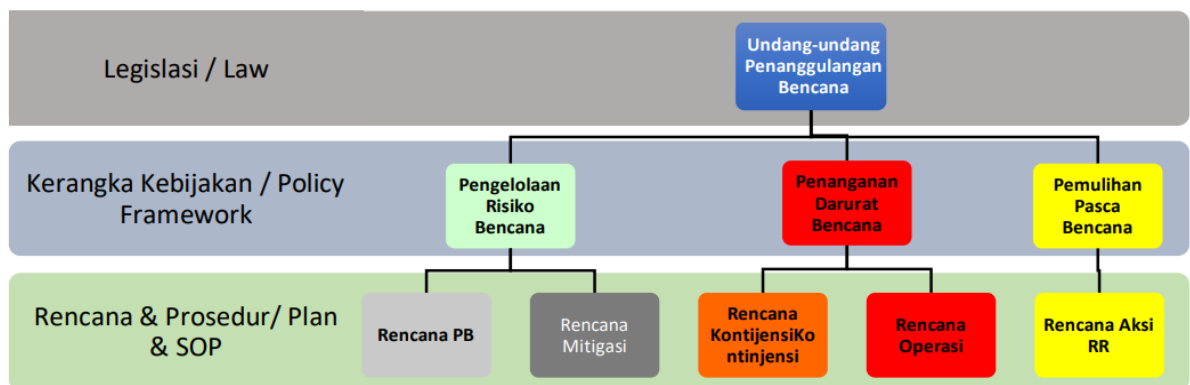 Legislasi / Law
Undang-undang
Penanggulangan
Bencana
Kerangka Kebijakan / Policy
Framework
Pengelolaan
Risiko
Bencana
Penanganan
Darurat
Bencana
Pemulihan
Pasca
Bencana
Rencana & Prosedur/ Plan
& SOP
Rencana PB
Rencana
Mitigasi
Rencana
KontijensiKo
ntinjensi
Rencana
Operasi
Rencana Aksi
RR